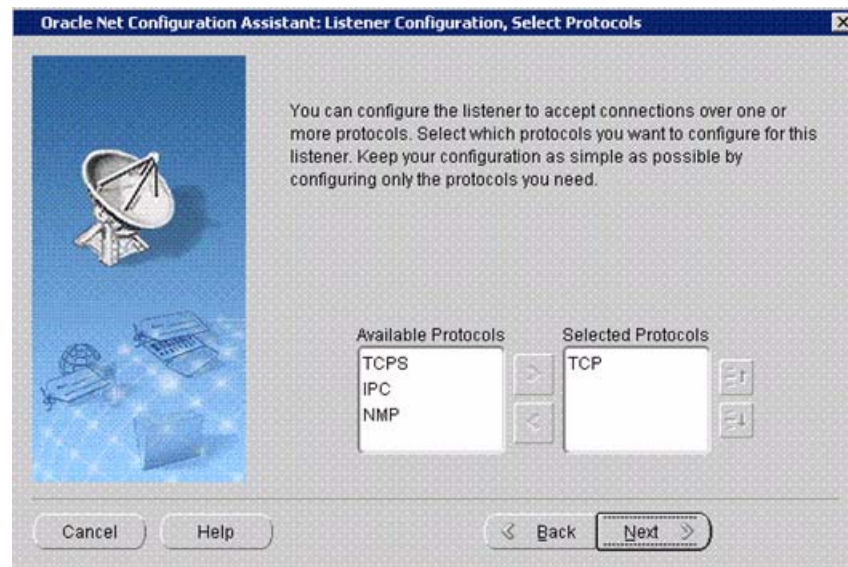 Oracle Net Configuration Assistant: Listener Configuration, Select Protocols
You can configure the listener to accept connections over one or
more protocols. Select which protocols you want to configure for this
listener. Keep your configuration as simple as possible by
configuring only the protocols you need.
Available Protocols
TCPS
IPC
NMP
Selected Protocols
TCP
Cancel
Help
Back
Next